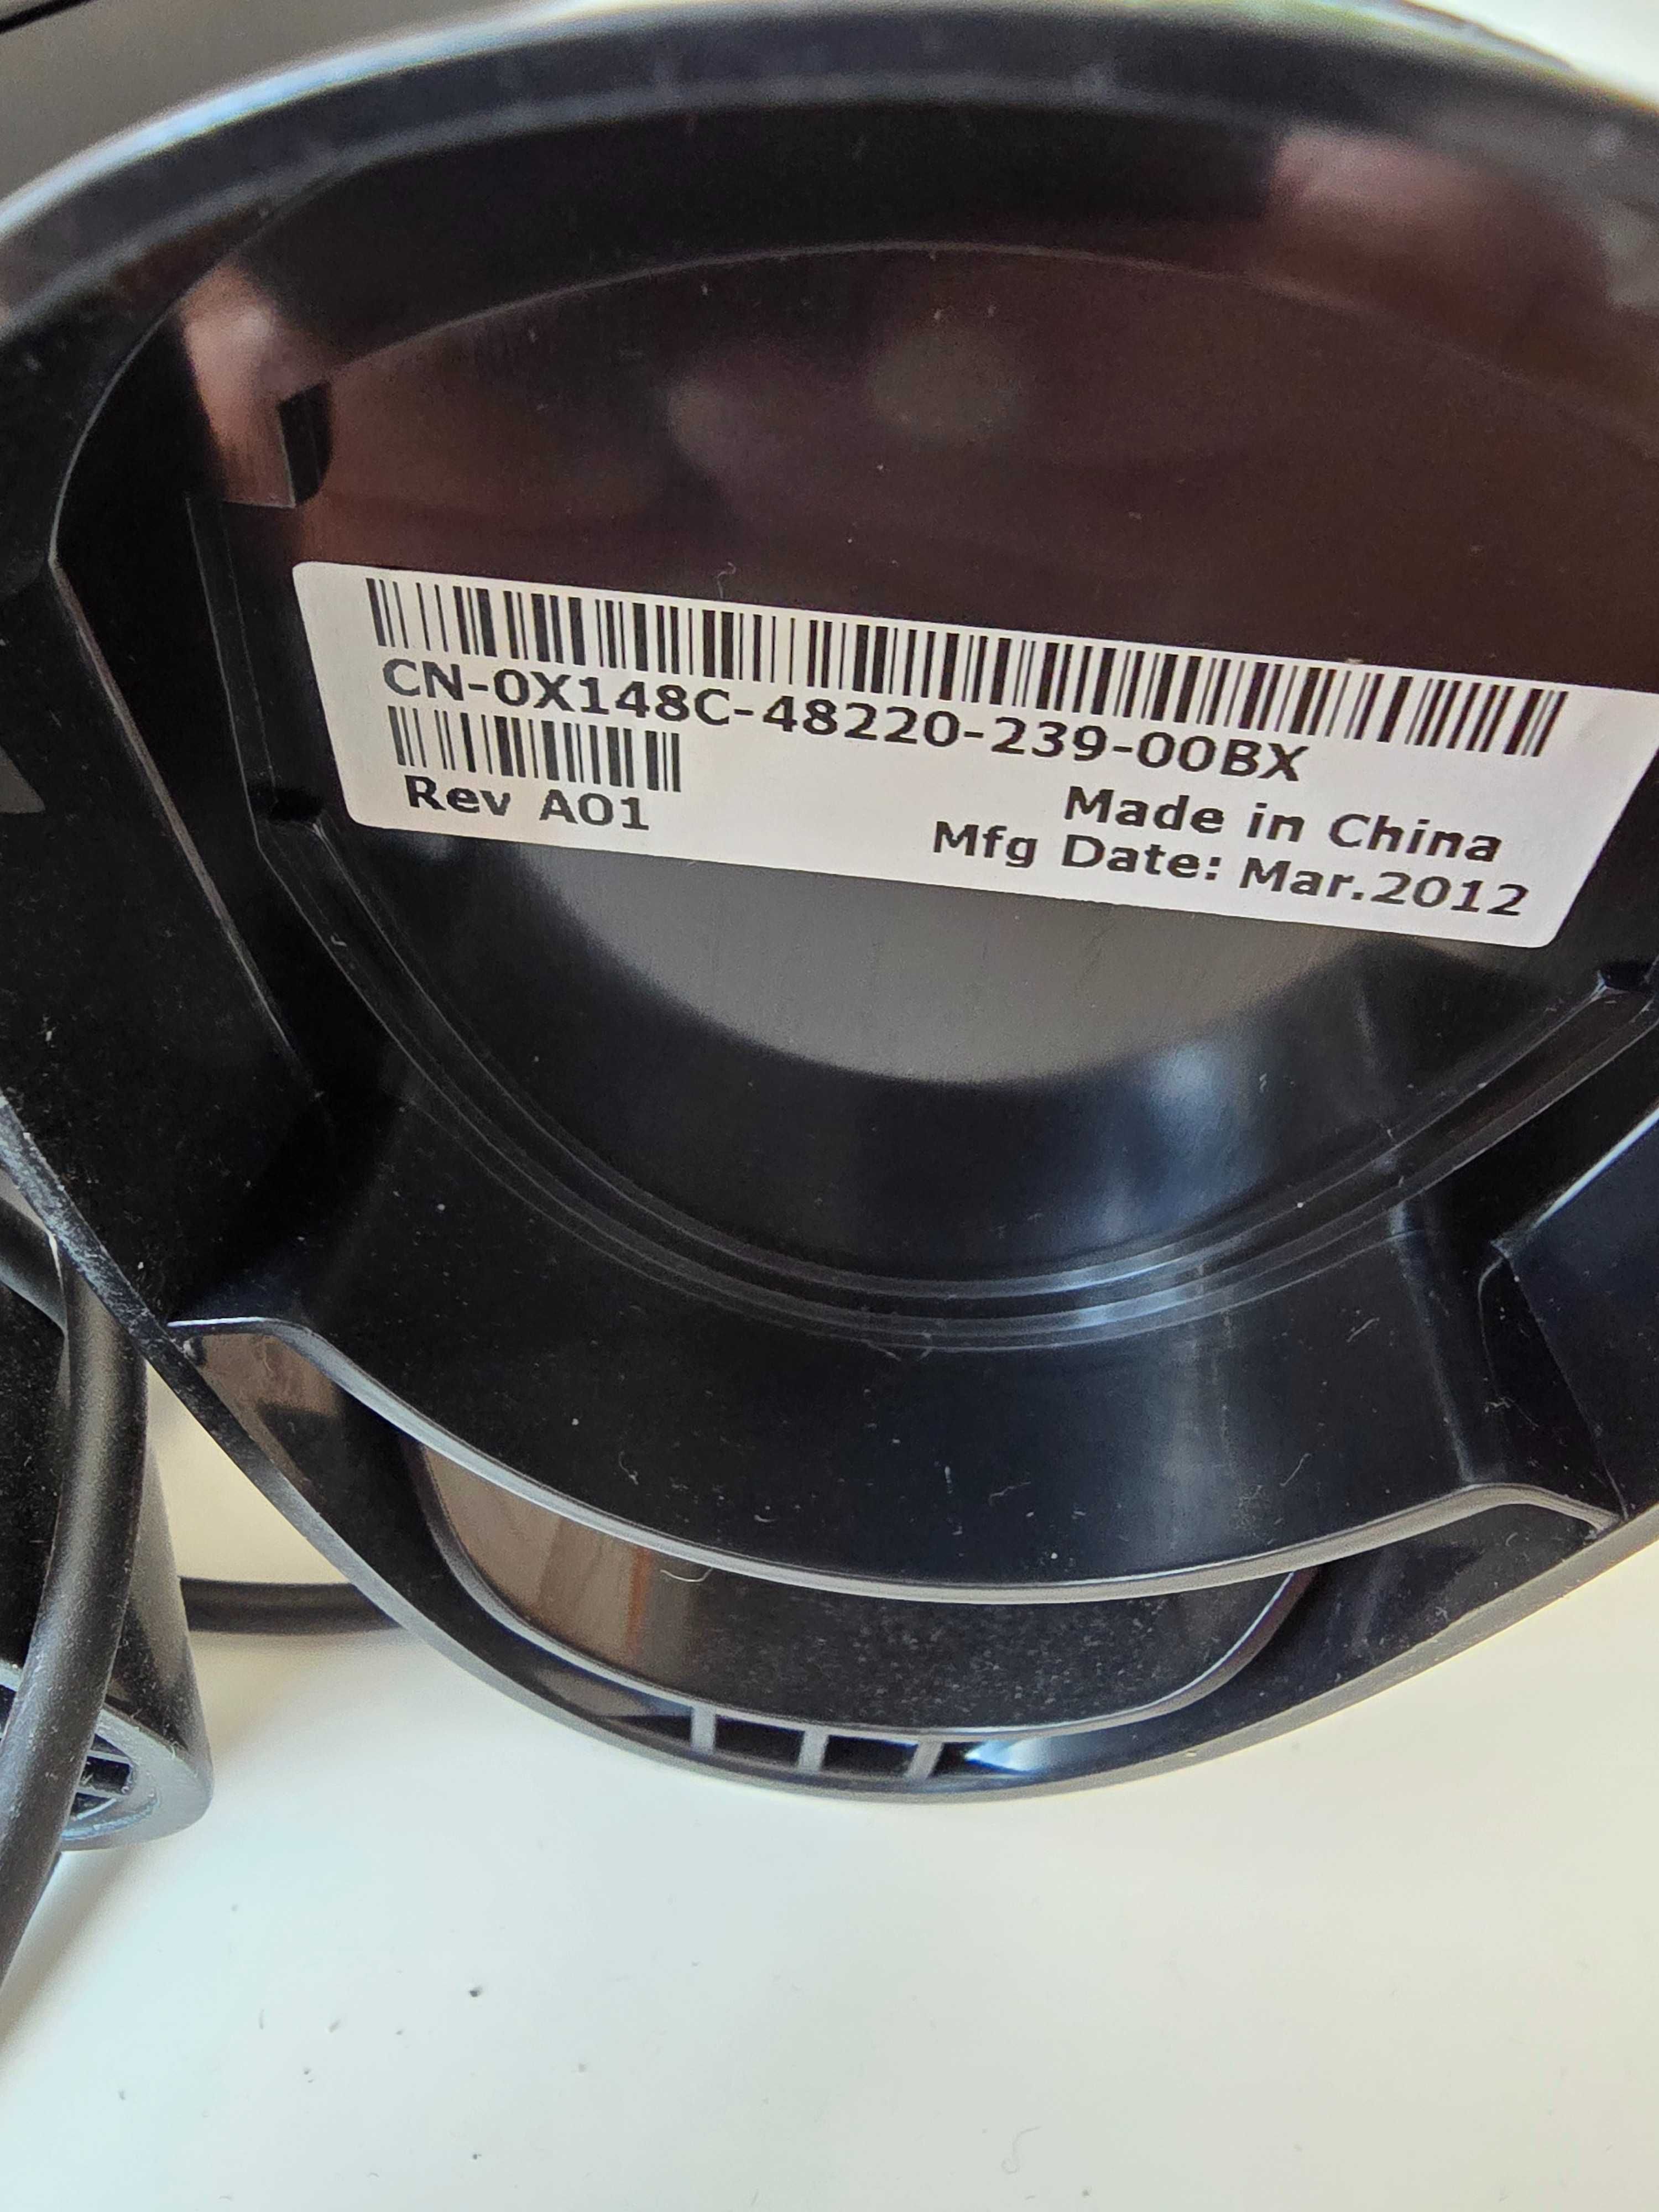 CN-0X148C-48220-239-00BX
Rev A01
Made in China
Mfg Date: Mar.2012